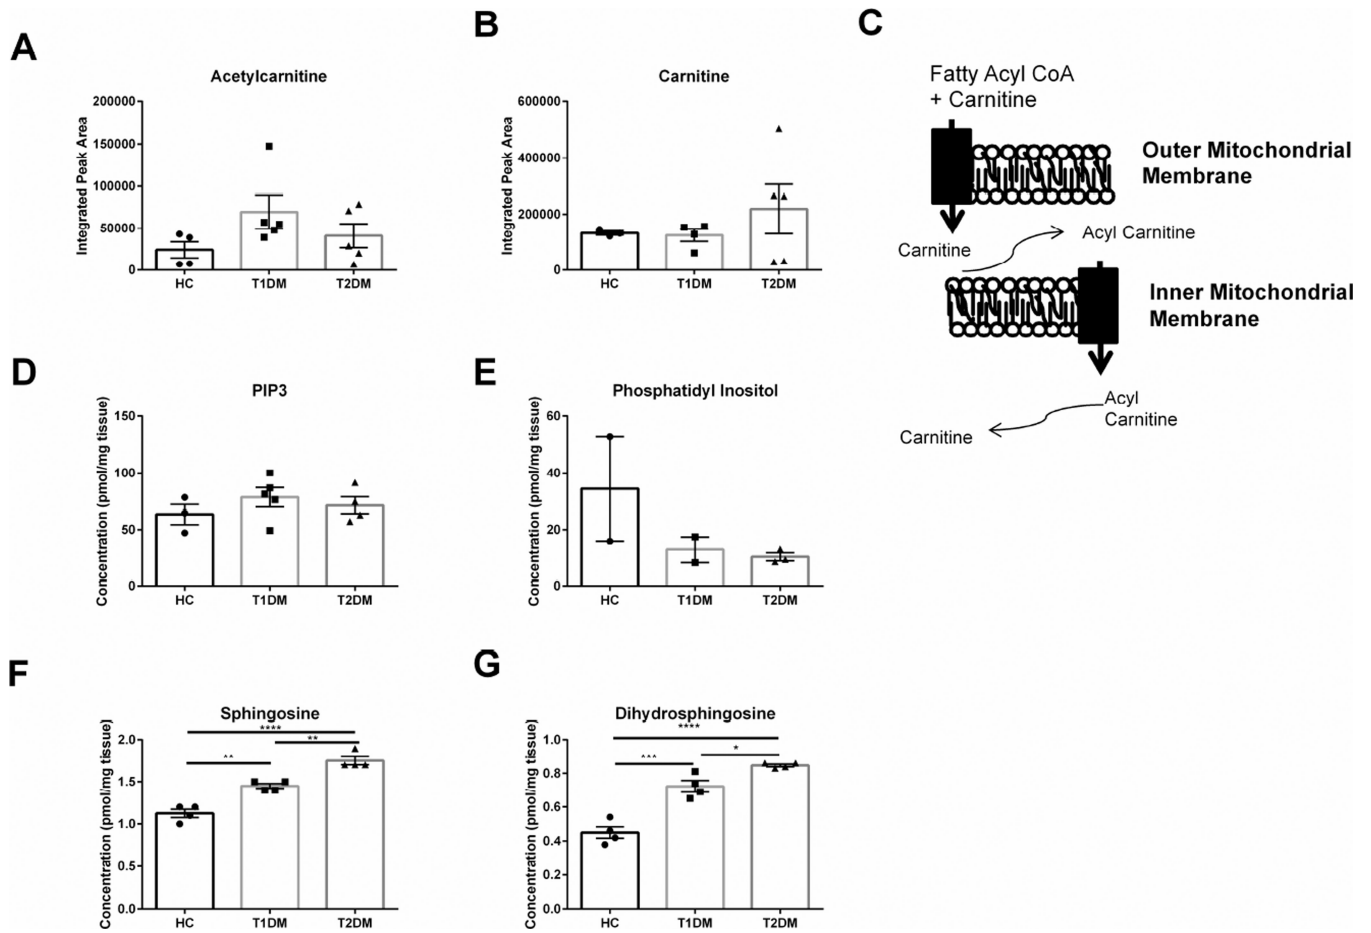 A
Acetylcarnitine
Integrated Peak Area
200000
150000
100000
50000
0
HC
T1DM
T2DM
B
Carnitine
Integrated Peak Area
600000
400000
200000
0
HC
T1DM
T2DM
C
Fatty Acyl CoA
+ Carnitine
Outer Mitochondrial
Membrane
Carnitine
Acyl Carnitine
Inner Mitochondrial
Membrane
Acyl
Carnitine
Carnitine
D
PIP3
Concentration (pmol/mg tissue)
150
100
50
0
HC
T1DM
T2DM
E
Phosphatidyl Inositol
Concentration (pmol/mg tissue)
60
40
20
0
HC
T1DM
T2DM
F
Sphingosine
****
**
**
Concentration (pmol/mg tissue)
2.0
1.5
1.0
0.5
0.0
HC
T1DM
T2DM
G
Dihydrosphingosine
****
***
*
Concentration (pmol/mg tissue)
1.0
0.8
0.6
0.4
0.2
0.0
HC
T1DM
T2DM